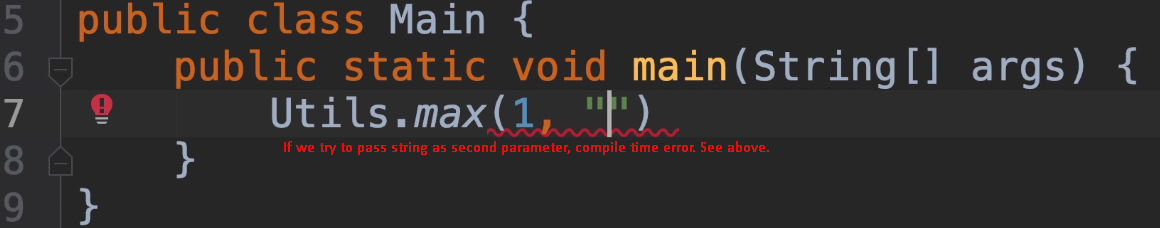 5 public class Main {
6 public static void main(String[] args) {
7 Utils.max(1, "")
If we try to pass string as second parameter, compile time error. See above.
8 }
9 }